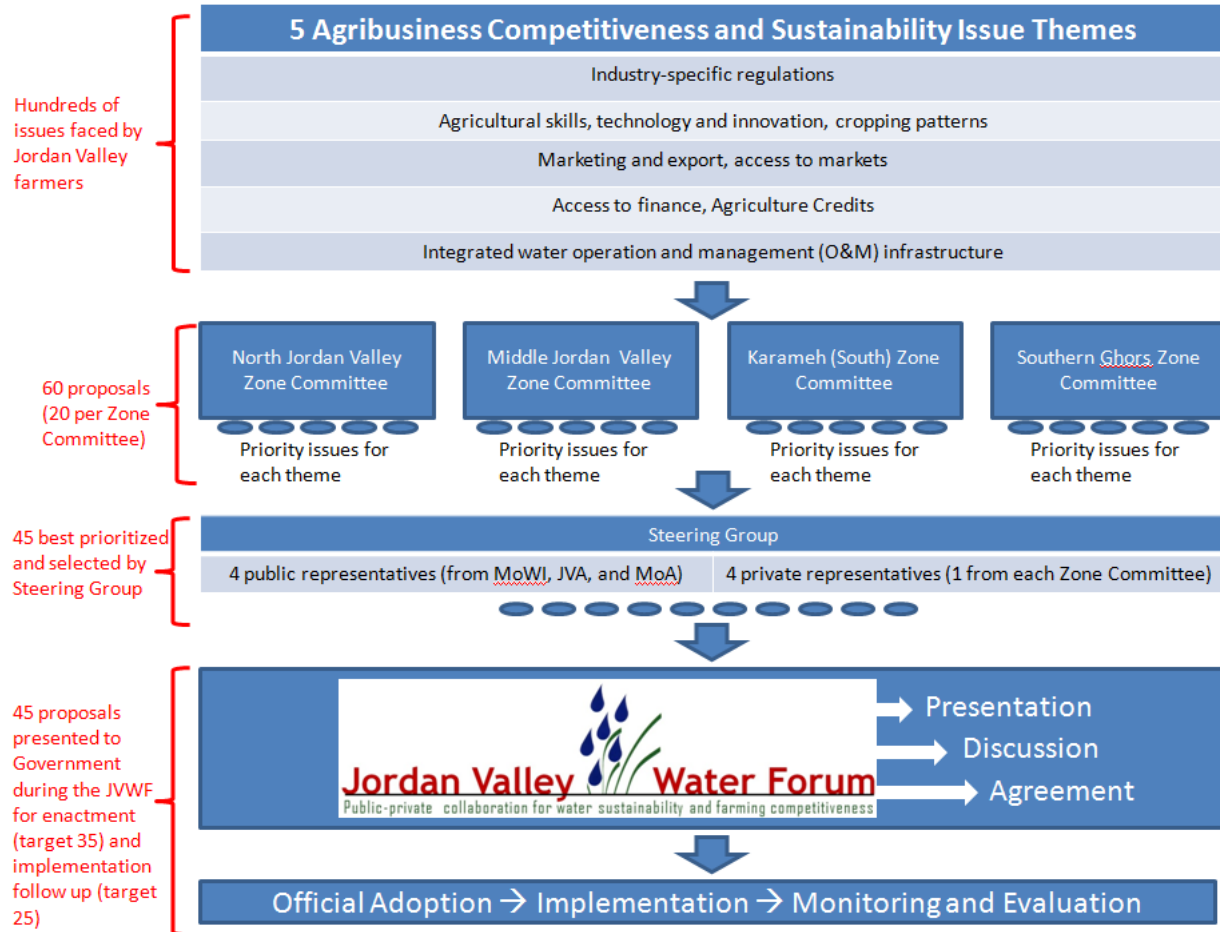 5 Agribusiness Competitiveness and Sustainability Issue Themes
Industry-specific regulations
Agricultural skills, technology and innovation, cropping patterns
Marketing and export, access to markets
Access to finance, Agriculture Credits
Integrated water operation and management (O&M) infrastructure
Hundreds of
issues faced by
Jordan Valley
farmers
North Jordan Valley
Zone Committee
Middle Jordan Valley
Zone Committee
Karameh (South) Zone
Committee
Southern Ghors Zone
Committee
60 proposals
(20 per Zone
Committee)
Priority issues for
each theme
Priority issues for
each theme
Priority issues for
each theme
Priority issues for
each theme
45 best prioritized
and selected by
Steering Group
Steering Group
4 public representatives (from MoWI, JVA, and MoA)
4 private representatives (1 from each Zone Committee)
45 proposals
presented to
Government
during the JVWF
for enactment
(target 35) and
implementation
follow up (target
25)
Jordan Valley Water Forum
Public-private collaboration for water sustainability and farming competitiveness
Presentation
Discussion
Agreement
Official Adoption → Implementation → Monitoring and Evaluation